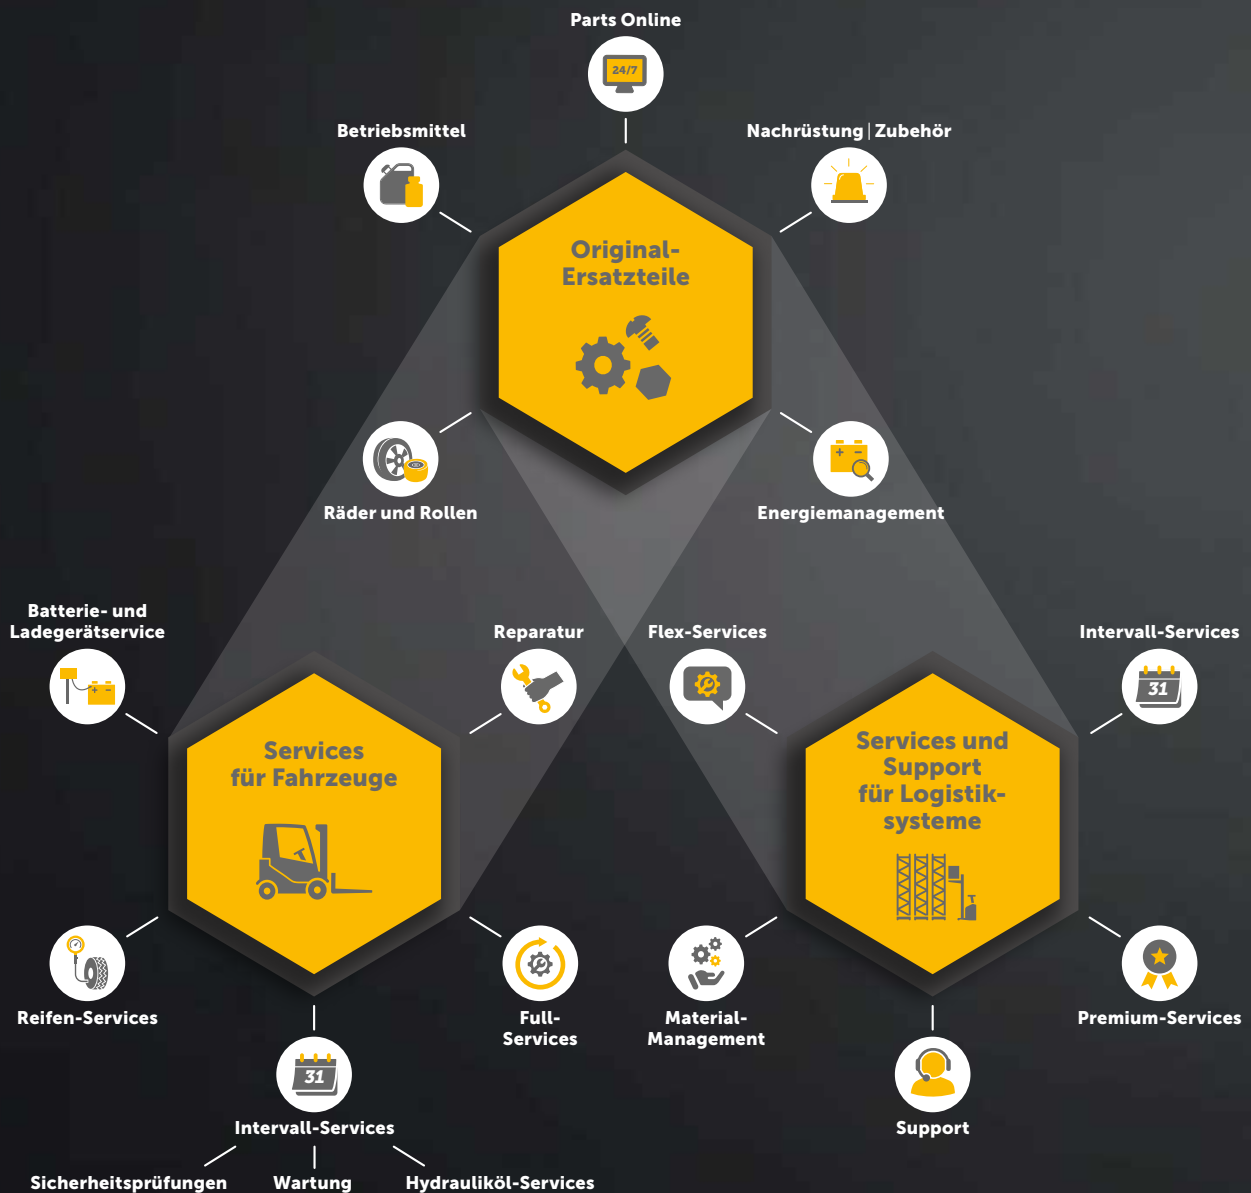 Parts Online
24/7
Betriebsmittel
Nachrüstung | Zubehör
Original-
Ersatzteile
Räder und Rollen
Energiemanagement
Batterie- und
Ladegerätservice
Reparatur
Services
für Fahrzeuge
Reifen-Services
Full-
Services
31
Intervall-Services
Sicherheitsprüfungen
Wartung
Hydrauliköl-Services
Flex-Services
Intervall-Services
31
Services und
Support
für Logistik-
systeme
Material-
Management
Premium-Services
Support